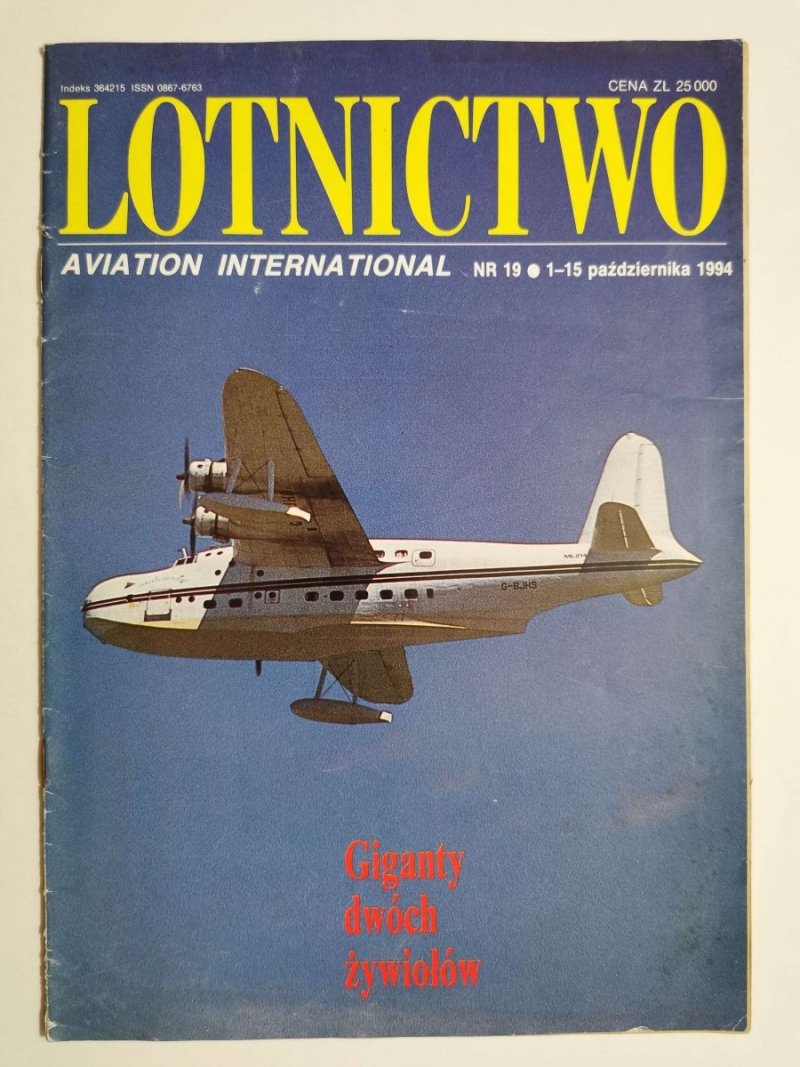 Indeks 364215 ISSN 0867-6763
CENA ZŁ 25 000
LOTNICTWO
AVIATION INTERNATIONAL NR 19 ● 1–15 października 1994
G-BJHS
Giganty
dwóch
żywiołów